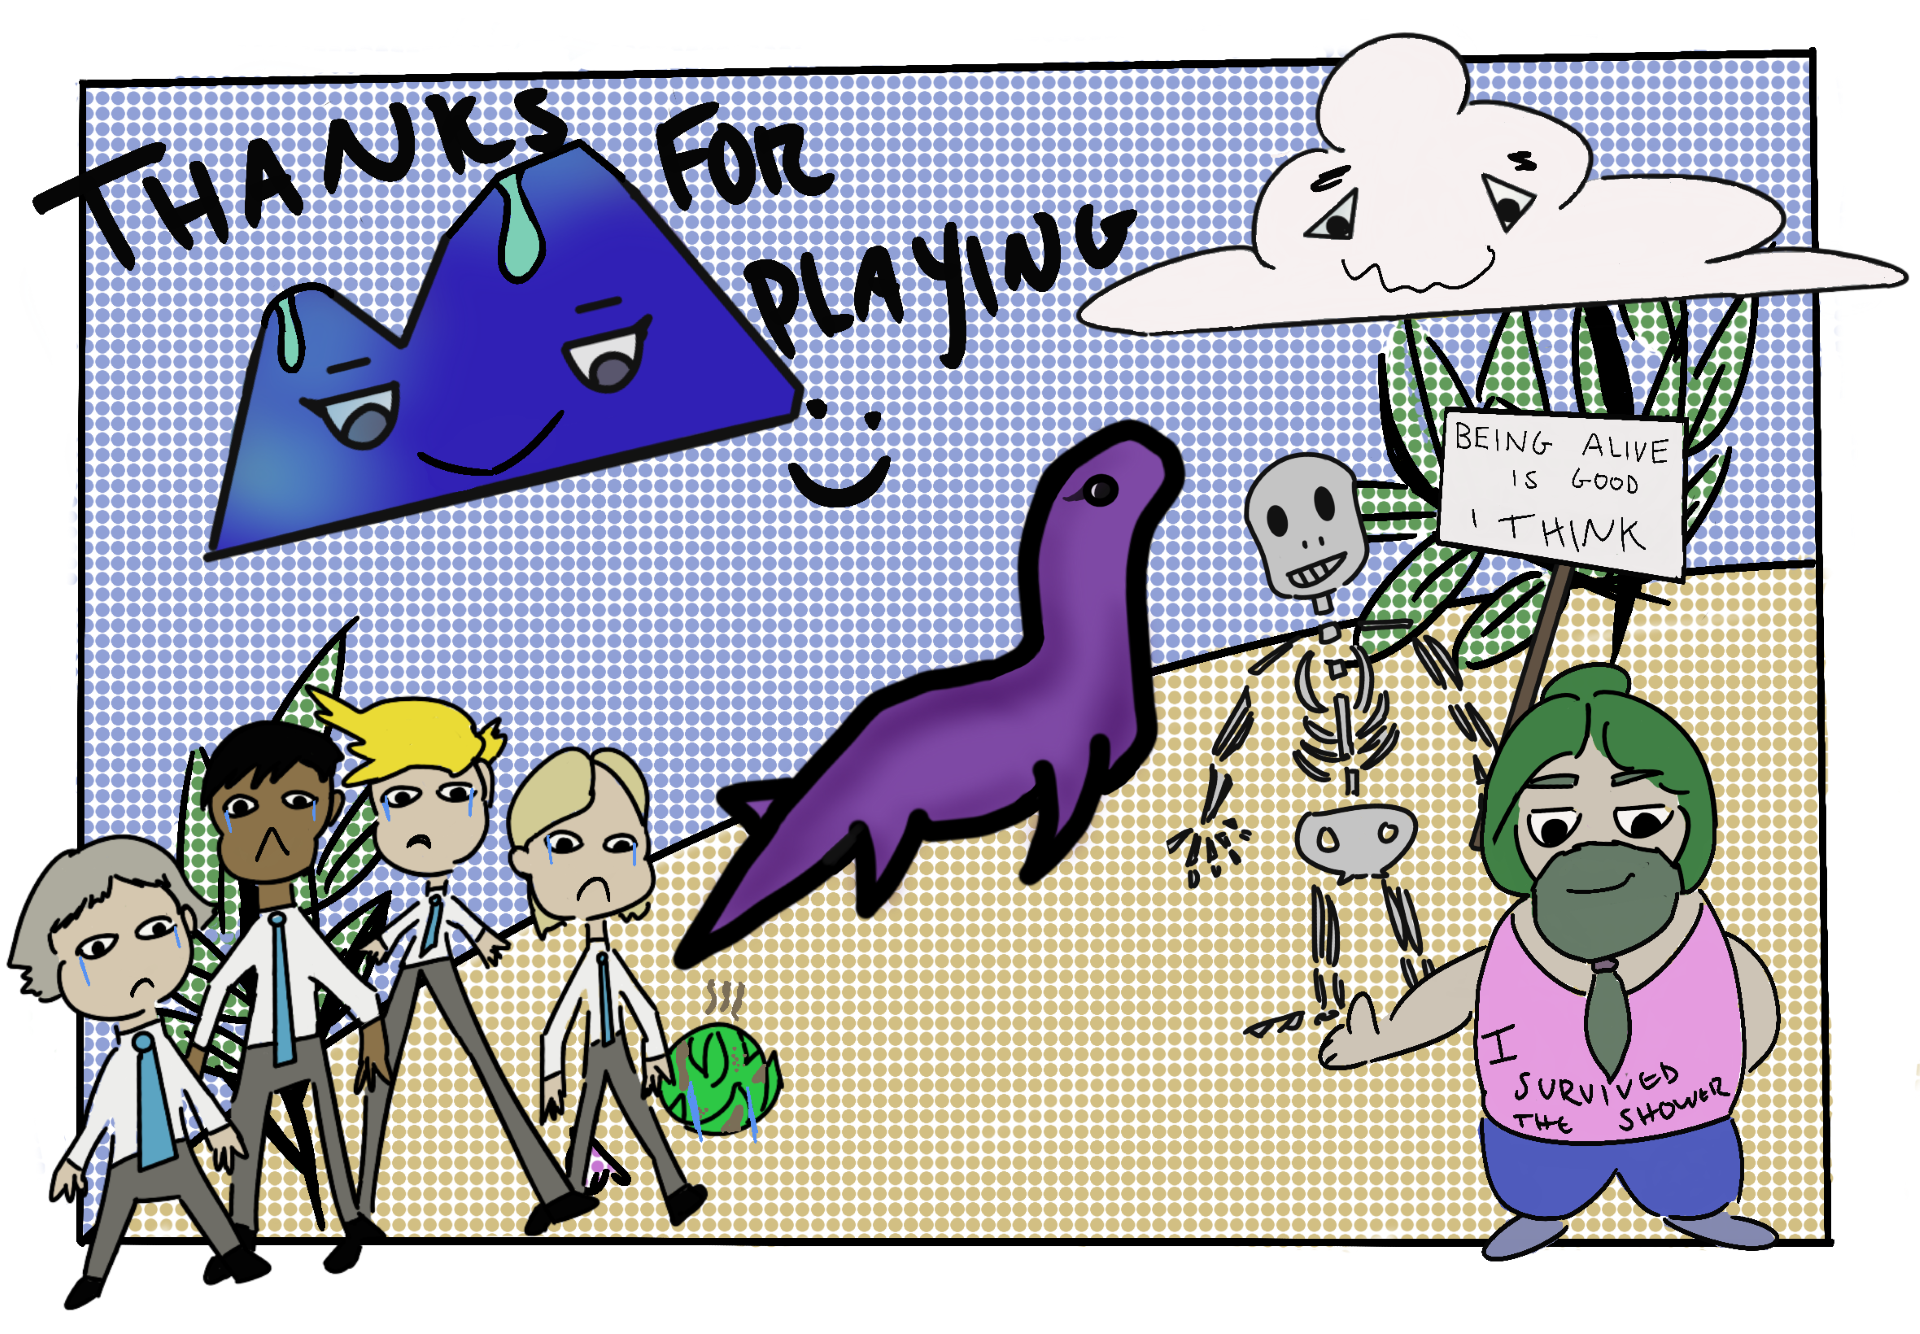 THANKS
FOR
PLAYING
BEING ALIVE
IS GOOD
I THINK
I
SURVIVED
THE SHOWER